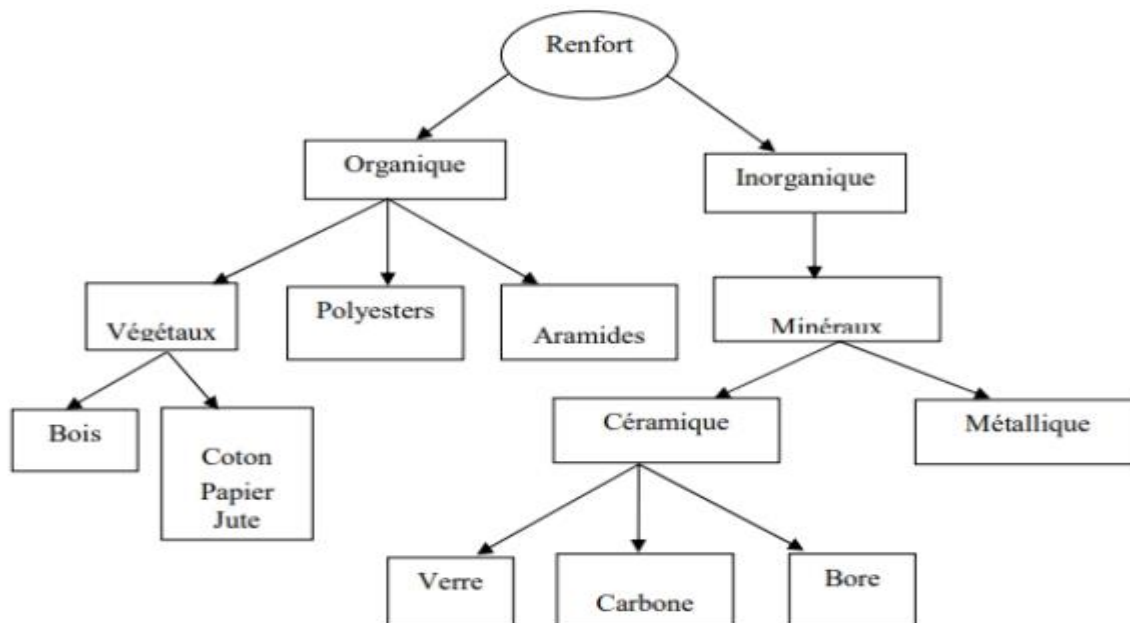 Renfort
Organique
Inorganique
Végétaux
Polyesters
Aramides
Minéraux
Bois
Coton
Papier
Jute
Céramique
Métallique
Verre
Carbone
Bore